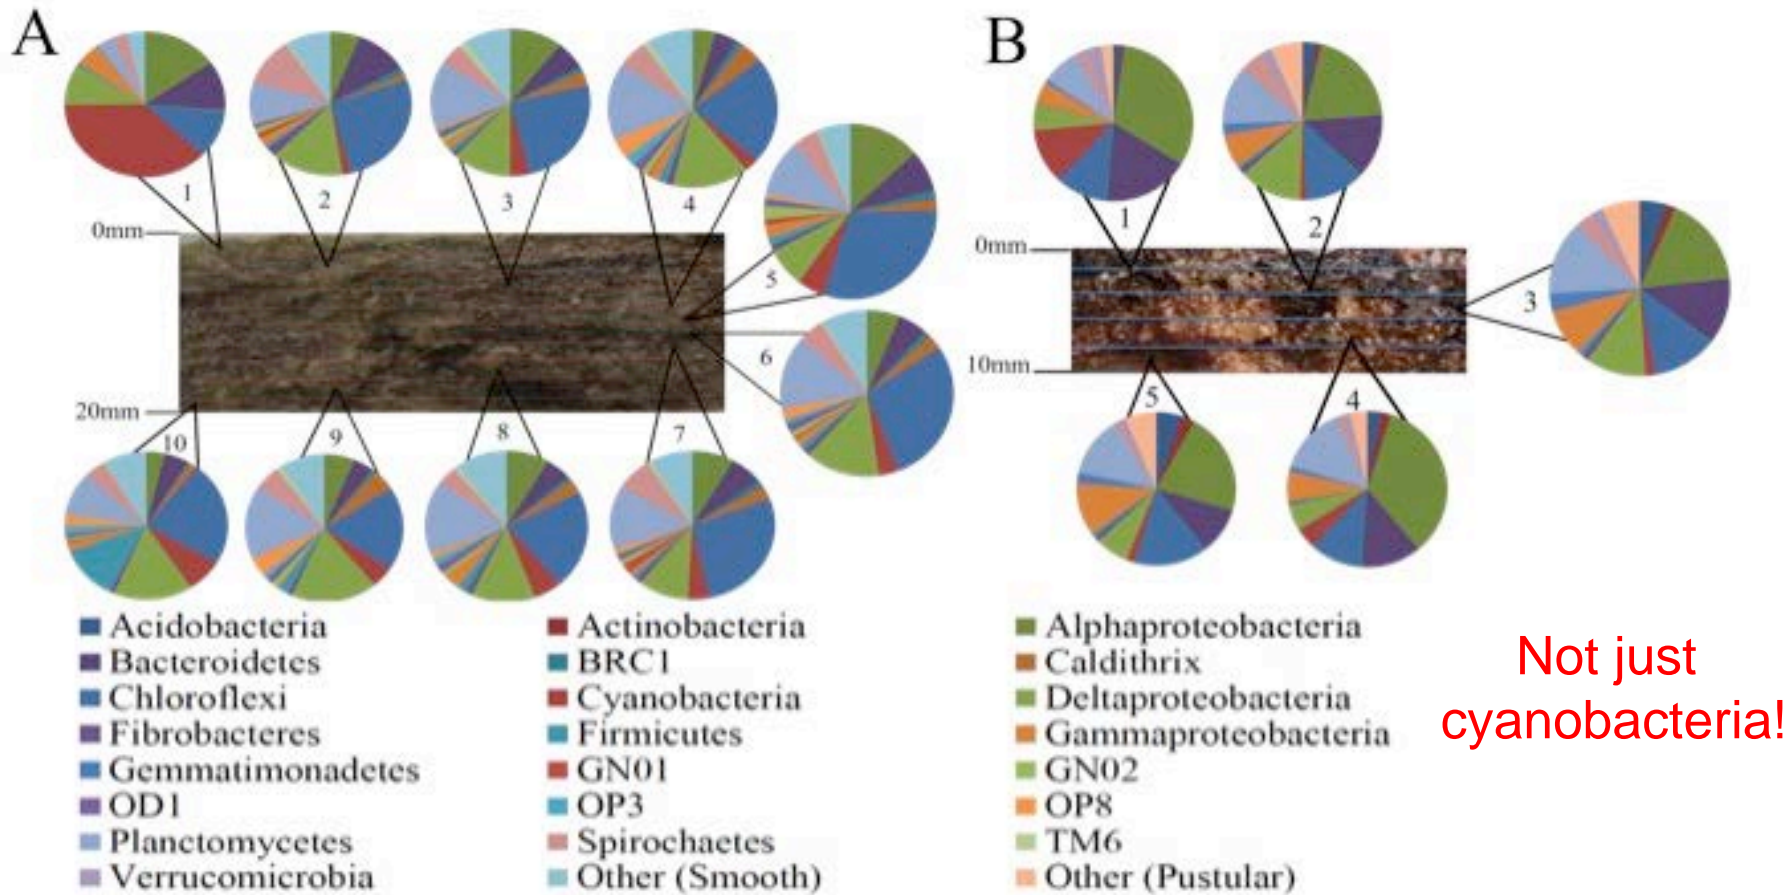 A
B
1
2
3
4
5
6
7
8
9
10
0mm
20mm
1
2
3
4
5
0mm
10mm
Acidobacteria
Actinobacteria
Alphaproteobacteria
Bacteroidetes
BRC1
Caldithrix
Chloroflexi
Cyanobacteria
Deltaproteobacteria
Fibrobacteres
Firmicutes
Gammaproteobacteria
Gemmatimonadetes
GN01
GN02
OD1
OP3
OP8
Planctomycetes
Spirochaetes
TM6
Verrucomicrobia
Other (Smooth)
Other (Pustular)
Not just
cyanobacteria!